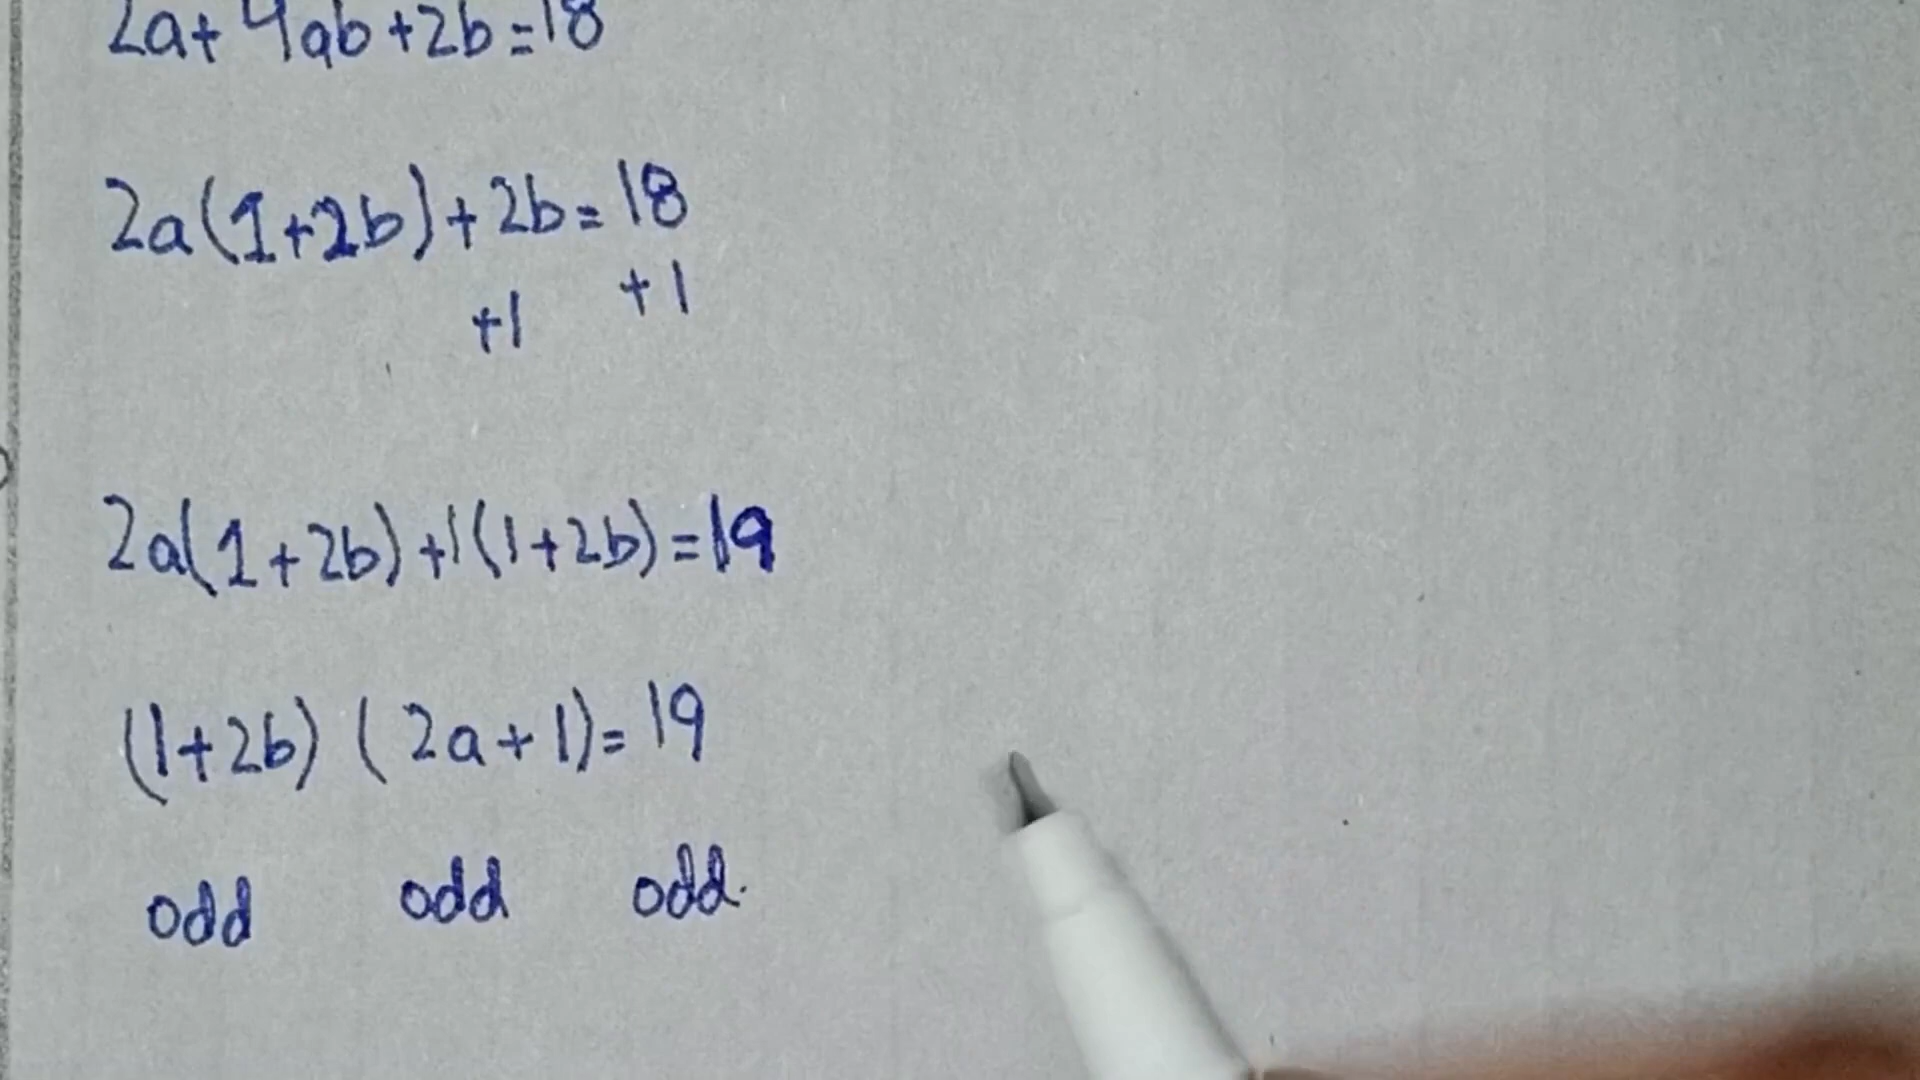 2a+4ab+2b=18
2a(1+2b)+2b=18
+1 +1
2a(1+2b)+1(1+2b)=19
(1+2b) (2a+1)=19
odd odd odd.